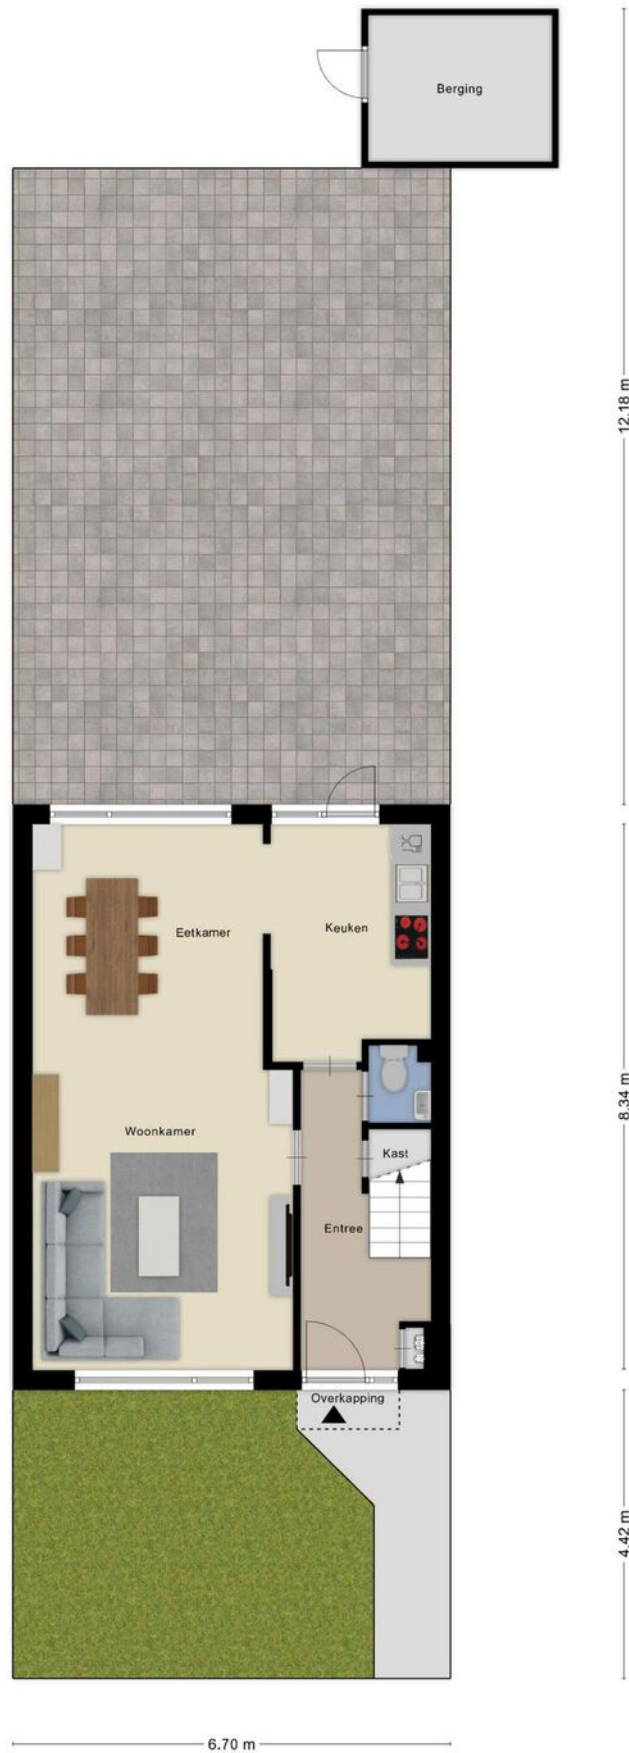 Berging
12.18 m
Eetkamer
Keuken
8.34 m
Woonkamer
Kast
Entree
Overkapping
4.42 m
6.70 m